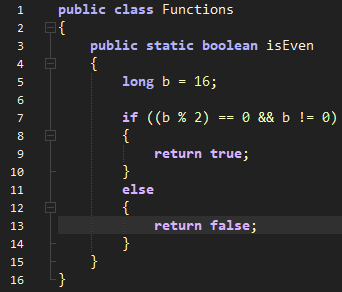 1 public class Functions
2 {
3 public static boolean isEven
4 {
5 long b = 16;
6
7 if ((b % 2) == 0 && b != 0)
8 {
9 return true;
10 }
11 else
12 {
13 return false;
14 }
15 }
16 }